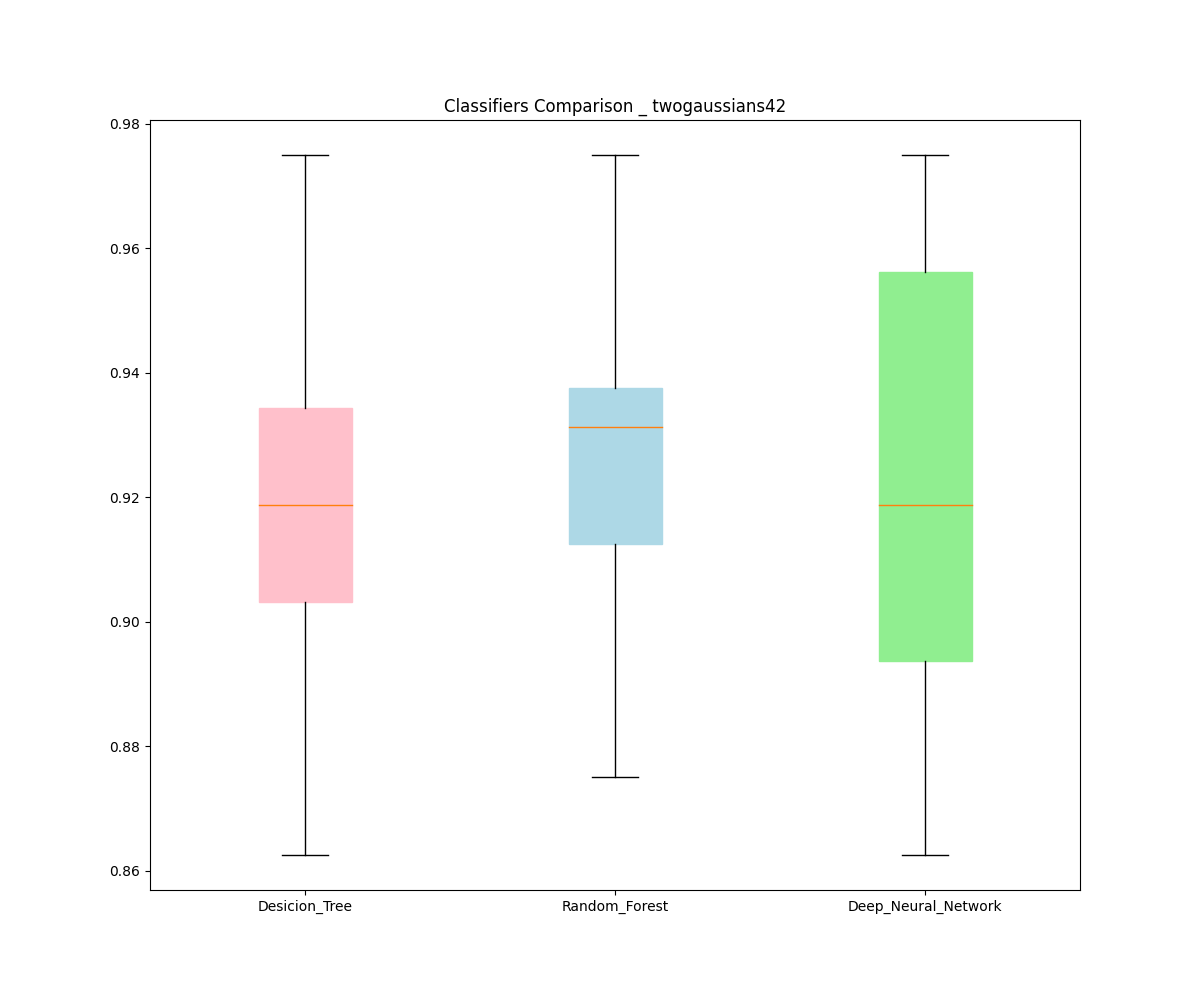 Classifiers Comparison _ twogaussians42
0.98
0.96
0.94
0.92
0.90
0.88
0.86
Desicion_Tree
Random_Forest
Deep_Neural_Network